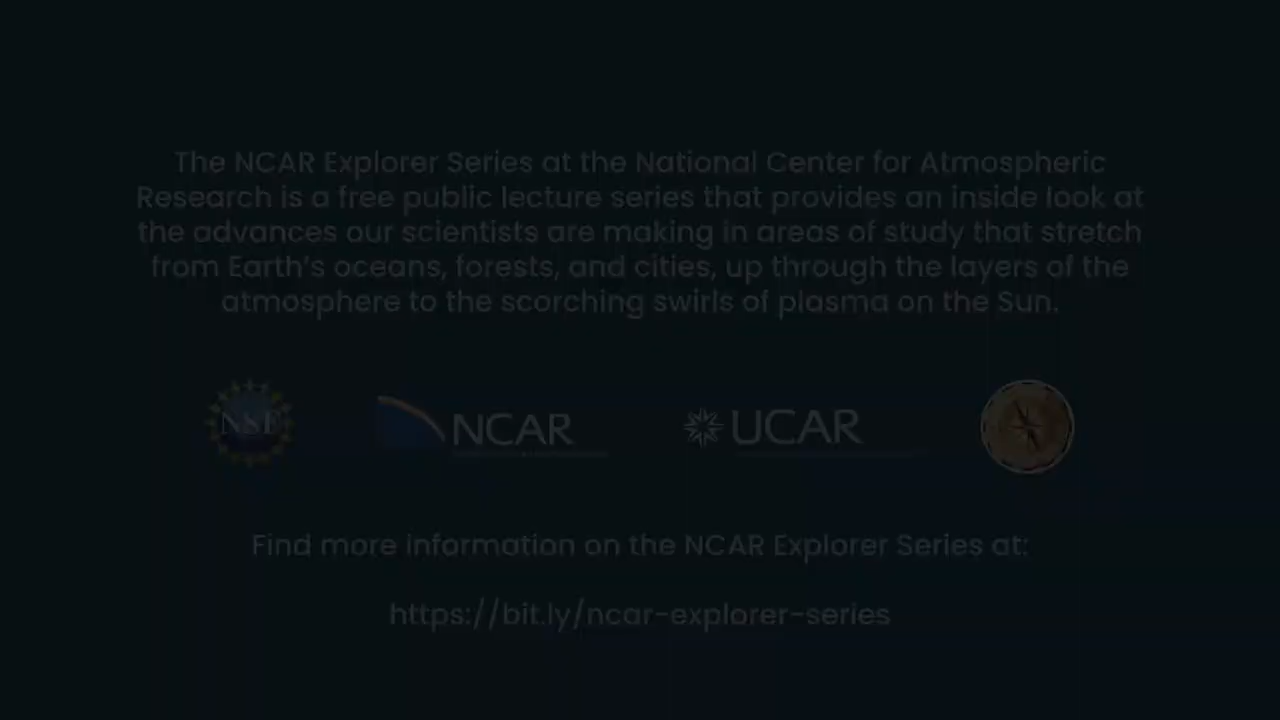 The NCAR Explorer Series at the National Center for Atmospheric
Research is a free public lecture series that provides an inside look at
the advances our scientists are making in areas of study that stretch
from Earth's oceans, forests, and cities, up through the layers of the
atmosphere to the scorching swirls of plasma on the Sun.
NSF NCAR UCAR
Find more information on the NCAR Explorer Series at:
https://bit.ly/ncar-explorer-series